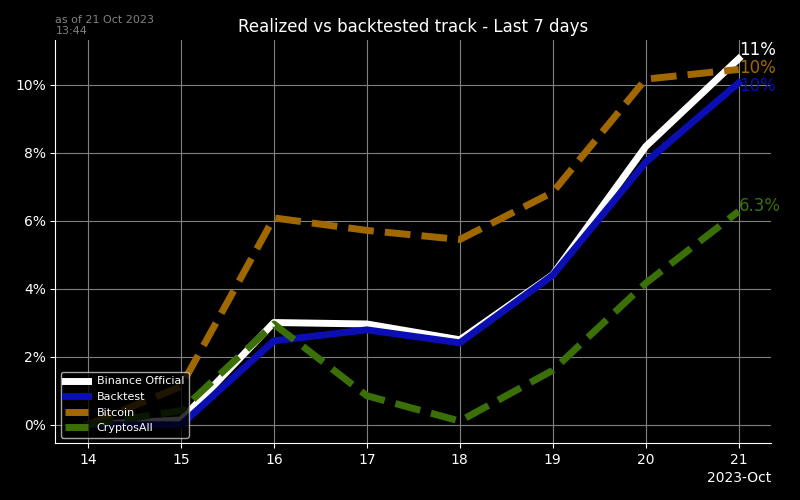 as of 21 Oct 2023
13:44
Realized vs backtested track - Last 7 days
11%
10%
10%
6.3%
10%
8%
6%
4%
2%
0%
Binance Official
Backtest
Bitcoin
CryptosAll
14 15 16 17 18 19 20 21
2023-Oct